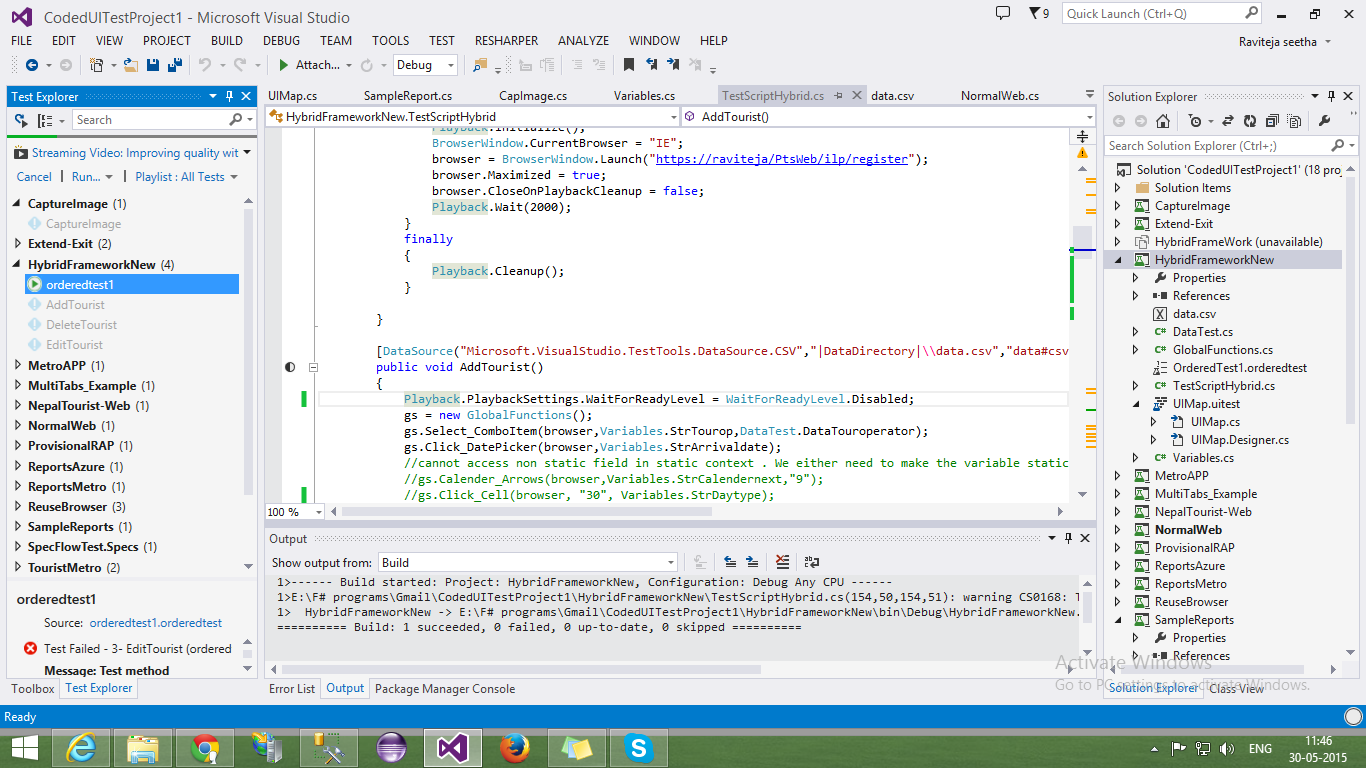 CodedUITestProject1 - Microsoft Visual Studio
9
Quick Launch (Ctrl+Q)
FILE EDIT VIEW PROJECT BUILD DEBUG TEAM TOOLS TEST RESHARPER ANALYZE WINDOW HELP
Raviteja seetha
Attach... Debug
Test Explorer
Search
Streaming Video: Improving quality wit
Cancel Run... Playlist : All Tests
CaptureImage (1)
CaptureImage
Extend-Exit (2)
HybridFrameworkNew (4)
orderedtest1
AddTourist
DeleteTourist
EditTourist
MetroAPP (1)
MultiTabs_Example (1)
NepalTourist-Web (1)
NormalWeb (1)
ProvisionalRAP (1)
ReportsAzure (1)
ReportsMetro (1)
ReuseBrowser (3)
SampleReports (1)
SpecFlowTest.Specs (1)
TouristMetro (2)
orderedtest1
Source: orderedtest1.orderedtest
Test Failed - 3- EditTourist (ordered
Message: Test method
Toolbox Test Explorer
UIMap.cs SampleReport.cs CapImage.cs Variables.cs TestScriptHybrid.cs data.csv NormalWeb.cs
HybridFrameworkNew.TestScriptHybrid AddTourist()
Playback.Initialize();
BrowserWindow.CurrentBrowser = "IE";
browser = BrowserWindow.Launch("https://raviteja/PtsWeb/ilp/register");
browser.Maximized = true;
browser.CloseOnPlaybackCleanup = false;
Playback.Wait(2000);
}
finally
{
Playback.Cleanup();
}
}
[DataSource("Microsoft.VisualStudio.TestTools.DataSource.CSV","|DataDirectory|\\data.csv","data#csv
public void AddTourist()
{
Playback.PlaybackSettings.WaitForReadyLevel = WaitForReadyLevel.Disabled;
gs = new GlobalFunctions();
gs.Select_ComboItem(browser,Variables.StrTourop,DataTest.DataTouroperator);
gs.Click_DatePicker(browser,Variables.StrArrivaldate);
//cannot access non static field in static context . We either need to make the variable static
//gs.Calender_Arrows(browser,Variables.StrCalendernext,"9");
//gs.Click_Cell(browser, "30", Variables.StrDaytype);
100 %
Output
Show output from: Build
1>------ Build started: Project: HybridFrameworkNew, Configuration: Debug Any CPU ------
1>E:\F# programs\Gmail\CodedUITestProject1\HybridFrameworkNew\TestScriptHybrid.cs(154,50,154,51): warning CS0168: T
1> HybridFrameworkNew -> E:\F# programs\Gmail\CodedUITestProject1\HybridFrameworkNew\bin\Debug\HybridFrameworkNew.
========== Build: 1 succeeded, 0 failed, 0 up-to-date, 0 skipped ==========
Error List Output Package Manager Console
Solution Explorer
Search Solution Explorer (Ctrl+;)
Solution 'CodedUITestProject1' (18 proj
Solution Items
CaptureImage
Extend-Exit
HybridFrameWork (unavailable)
HybridFrameworkNew
Properties
References
data.csv
DataTest.cs
GlobalFunctions.cs
OrderedTest1.orderedtest
TestScriptHybrid.cs
UIMap.uitest
UIMap.cs
UIMap.Designer.cs
Variables.cs
MetroAPP
MultiTabs_Example
NepalTourist-Web
NormalWeb
ProvisionalRAP
ReportsAzure
ReportsMetro
ReuseBrowser
SampleReports
Properties
References
Solution Explorer Class View
Activate Windows
Go to PC settings to activate Windows.
Ready
ENG
11:46
30-05-2015